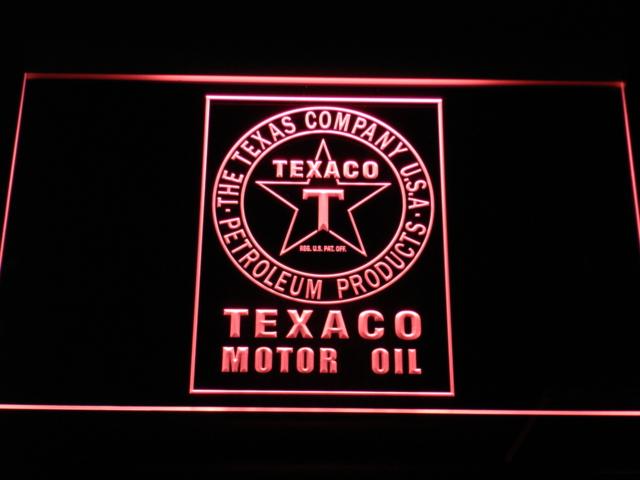 THE TEXAS COMPANY U.S.A.
TEXACO
T
REG. U.S. PAT. OFF.
· PETROLEUM PRODUCTS ·
TEXACO
MOTOR OIL